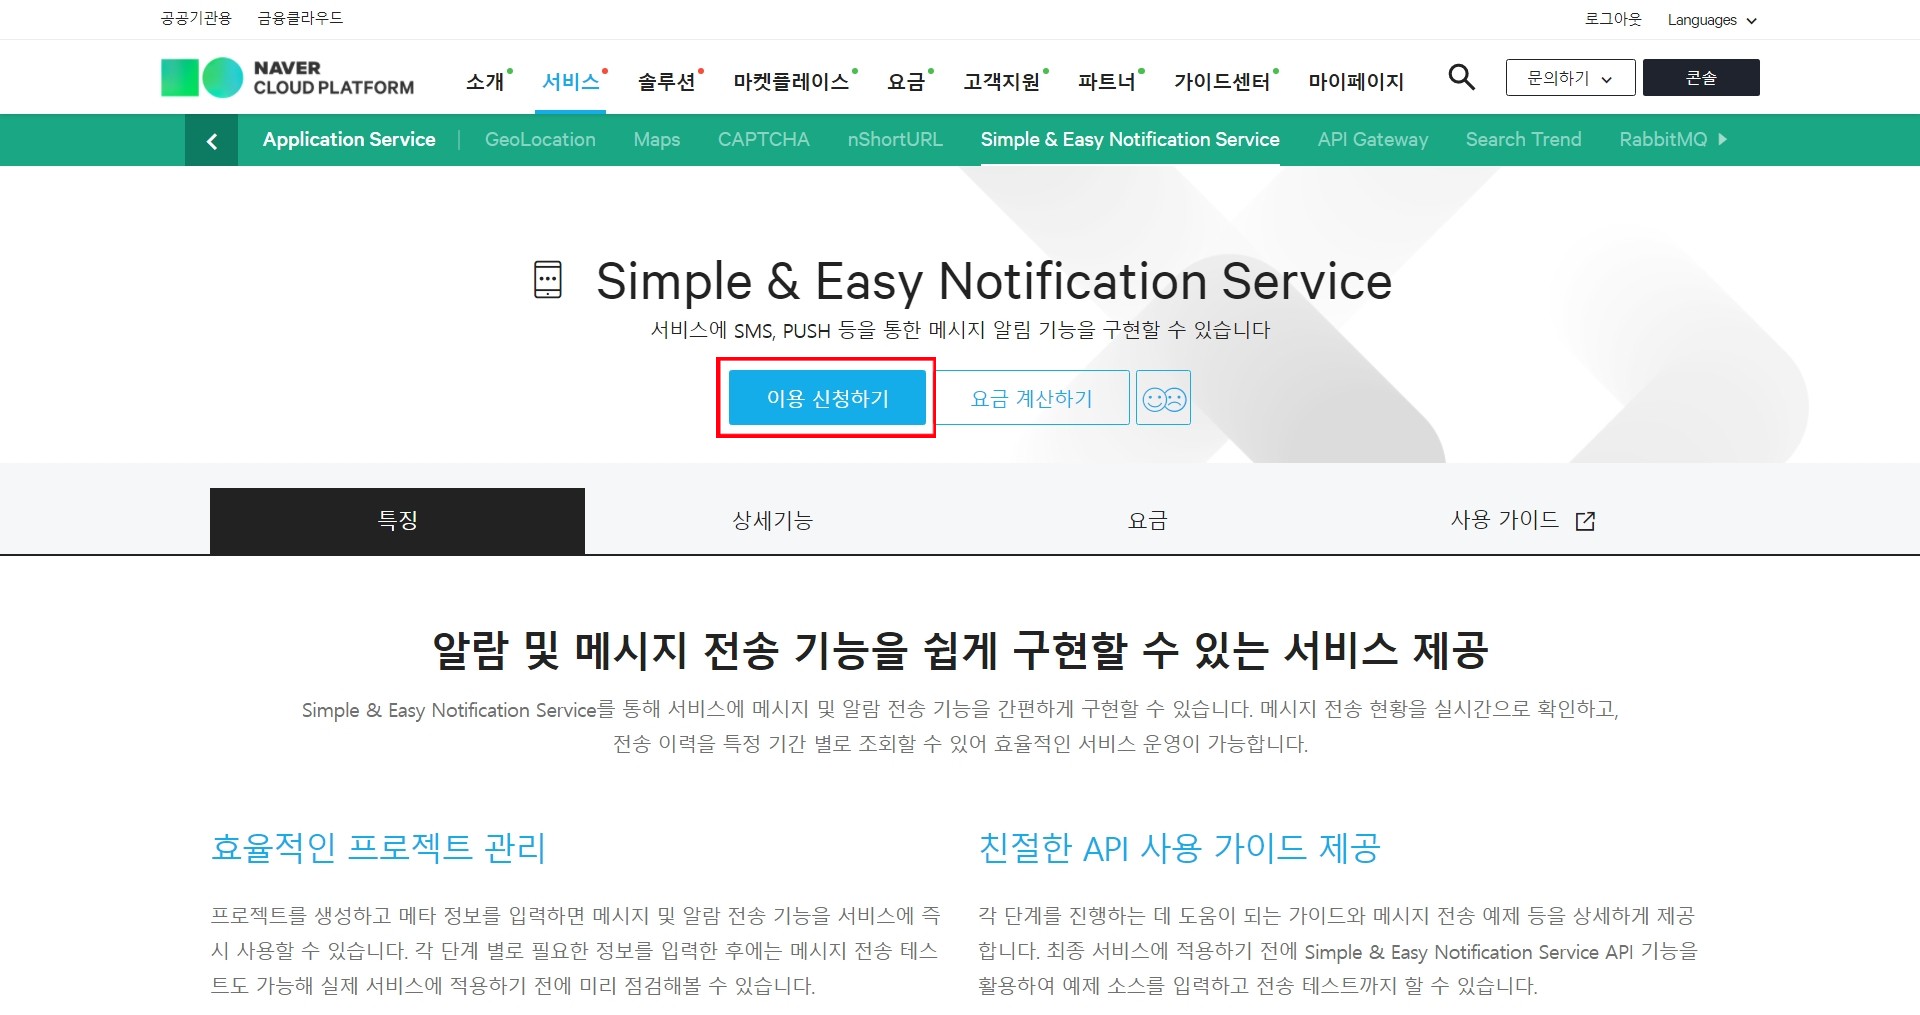 공공기관용 금융클라우드 로그아웃 Languages
NAVER
CLOUD PLATFORM
소개 서비스 솔루션 마켓플레이스 요금 고객지원 파트너 가이드센터 마이페이지 문의하기 콘솔
Application Service GeoLocation Maps CAPTCHA nShortURL Simple & Easy Notification Service API Gateway Search Trend RabbitMQ
Simple & Easy Notification Service
서비스에 SMS, PUSH 등을 통한 메시지 알림 기능을 구현할 수 있습니다
이용 신청하기 요금 계산하기
특징 상세기능 요금 사용 가이드
알람 및 메시지 전송 기능을 쉽게 구현할 수 있는 서비스 제공
Simple & Easy Notification Service를 통해 서비스에 메시지 및 알람 전송 기능을 간편하게 구현할 수 있습니다. 메시지 전송 현황을 실시간으로 확인하고,
전송 이력을 특정 기간 별로 조회할 수 있어 효율적인 서비스 운영이 가능합니다.
효율적인 프로젝트 관리
프로젝트를 생성하고 메타 정보를 입력하면 메시지 및 알람 전송 기능을 서비스에 즉
시 사용할 수 있습니다. 각 단계 별로 필요한 정보를 입력한 후에는 메시지 전송 테스
트도 가능해 실제 서비스에 적용하기 전에 미리 점검해볼 수 있습니다.
친절한 API 사용 가이드 제공
각 단계를 진행하는 데 도움이 되는 가이드와 메시지 전송 예제 등을 상세하게 제공
합니다. 최종 서비스에 적용하기 전에 Simple & Easy Notification Service API 기능을
활용하여 예제 소스를 입력하고 전송 테스트까지 할 수 있습니다.